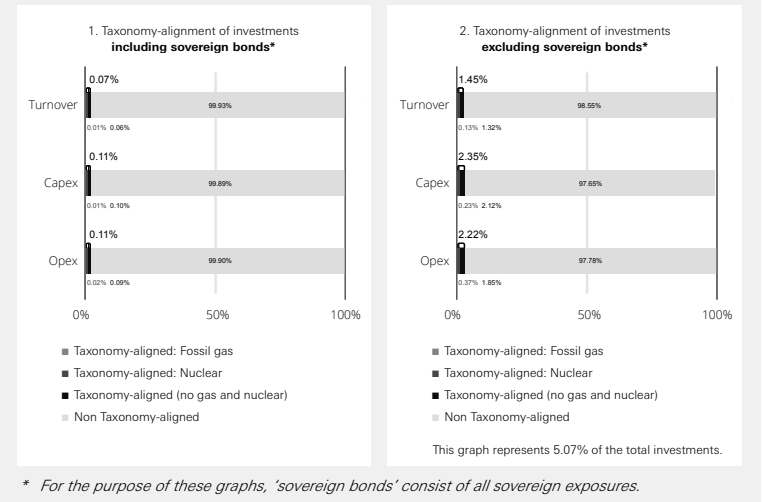 1. Taxonomy-alignment of investments
including sovereign bonds*
0.07%
Turnover
99.93%
0.01% 0.06%
0.11%
Capex
99.89%
0.01% 0.10%
0.11%
Opex
99.90%
0.02% 0.09%
0%
50%
100%
Taxonomy-aligned: Fossil gas
Taxonomy-aligned: Nuclear
Taxonomy-aligned (no gas and nuclear)
Non Taxonomy-aligned
2. Taxonomy-alignment of investments
excluding sovereign bonds*
1.45%
Turnover
98.55%
0.13% 1.32%
2.35%
Capex
97.65%
0.23% 2.12%
2.22%
Opex
97.78%
0.37% 1.85%
0%
50%
100%
Taxonomy-aligned: Fossil gas
Taxonomy-aligned: Nuclear
Taxonomy-aligned (no gas and nuclear)
Non Taxonomy-aligned
This graph represents 5.07% of the total investments.
* For the purpose of these graphs, ‘sovereign bonds’ consist of all sovereign exposures.